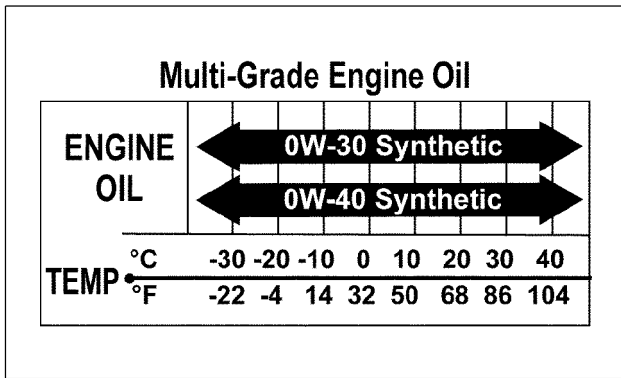 Multi-Grade Engine Oil
ENGINE
OIL
0W-30 Synthetic
0W-40 Synthetic
TEMP
°C -30 -20 -10 0 10 20 30 40
°F -22 -4 14 32 50 68 86 104